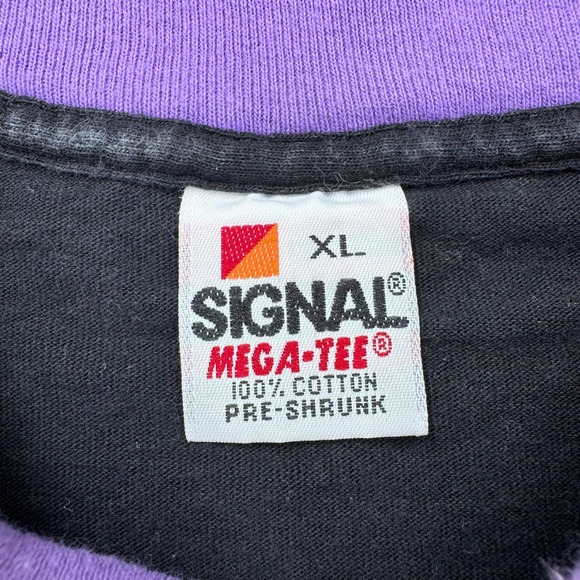 XL
SIGNAL®
MEGA-TEE®
100% COTTON
PRE-SHRUNK